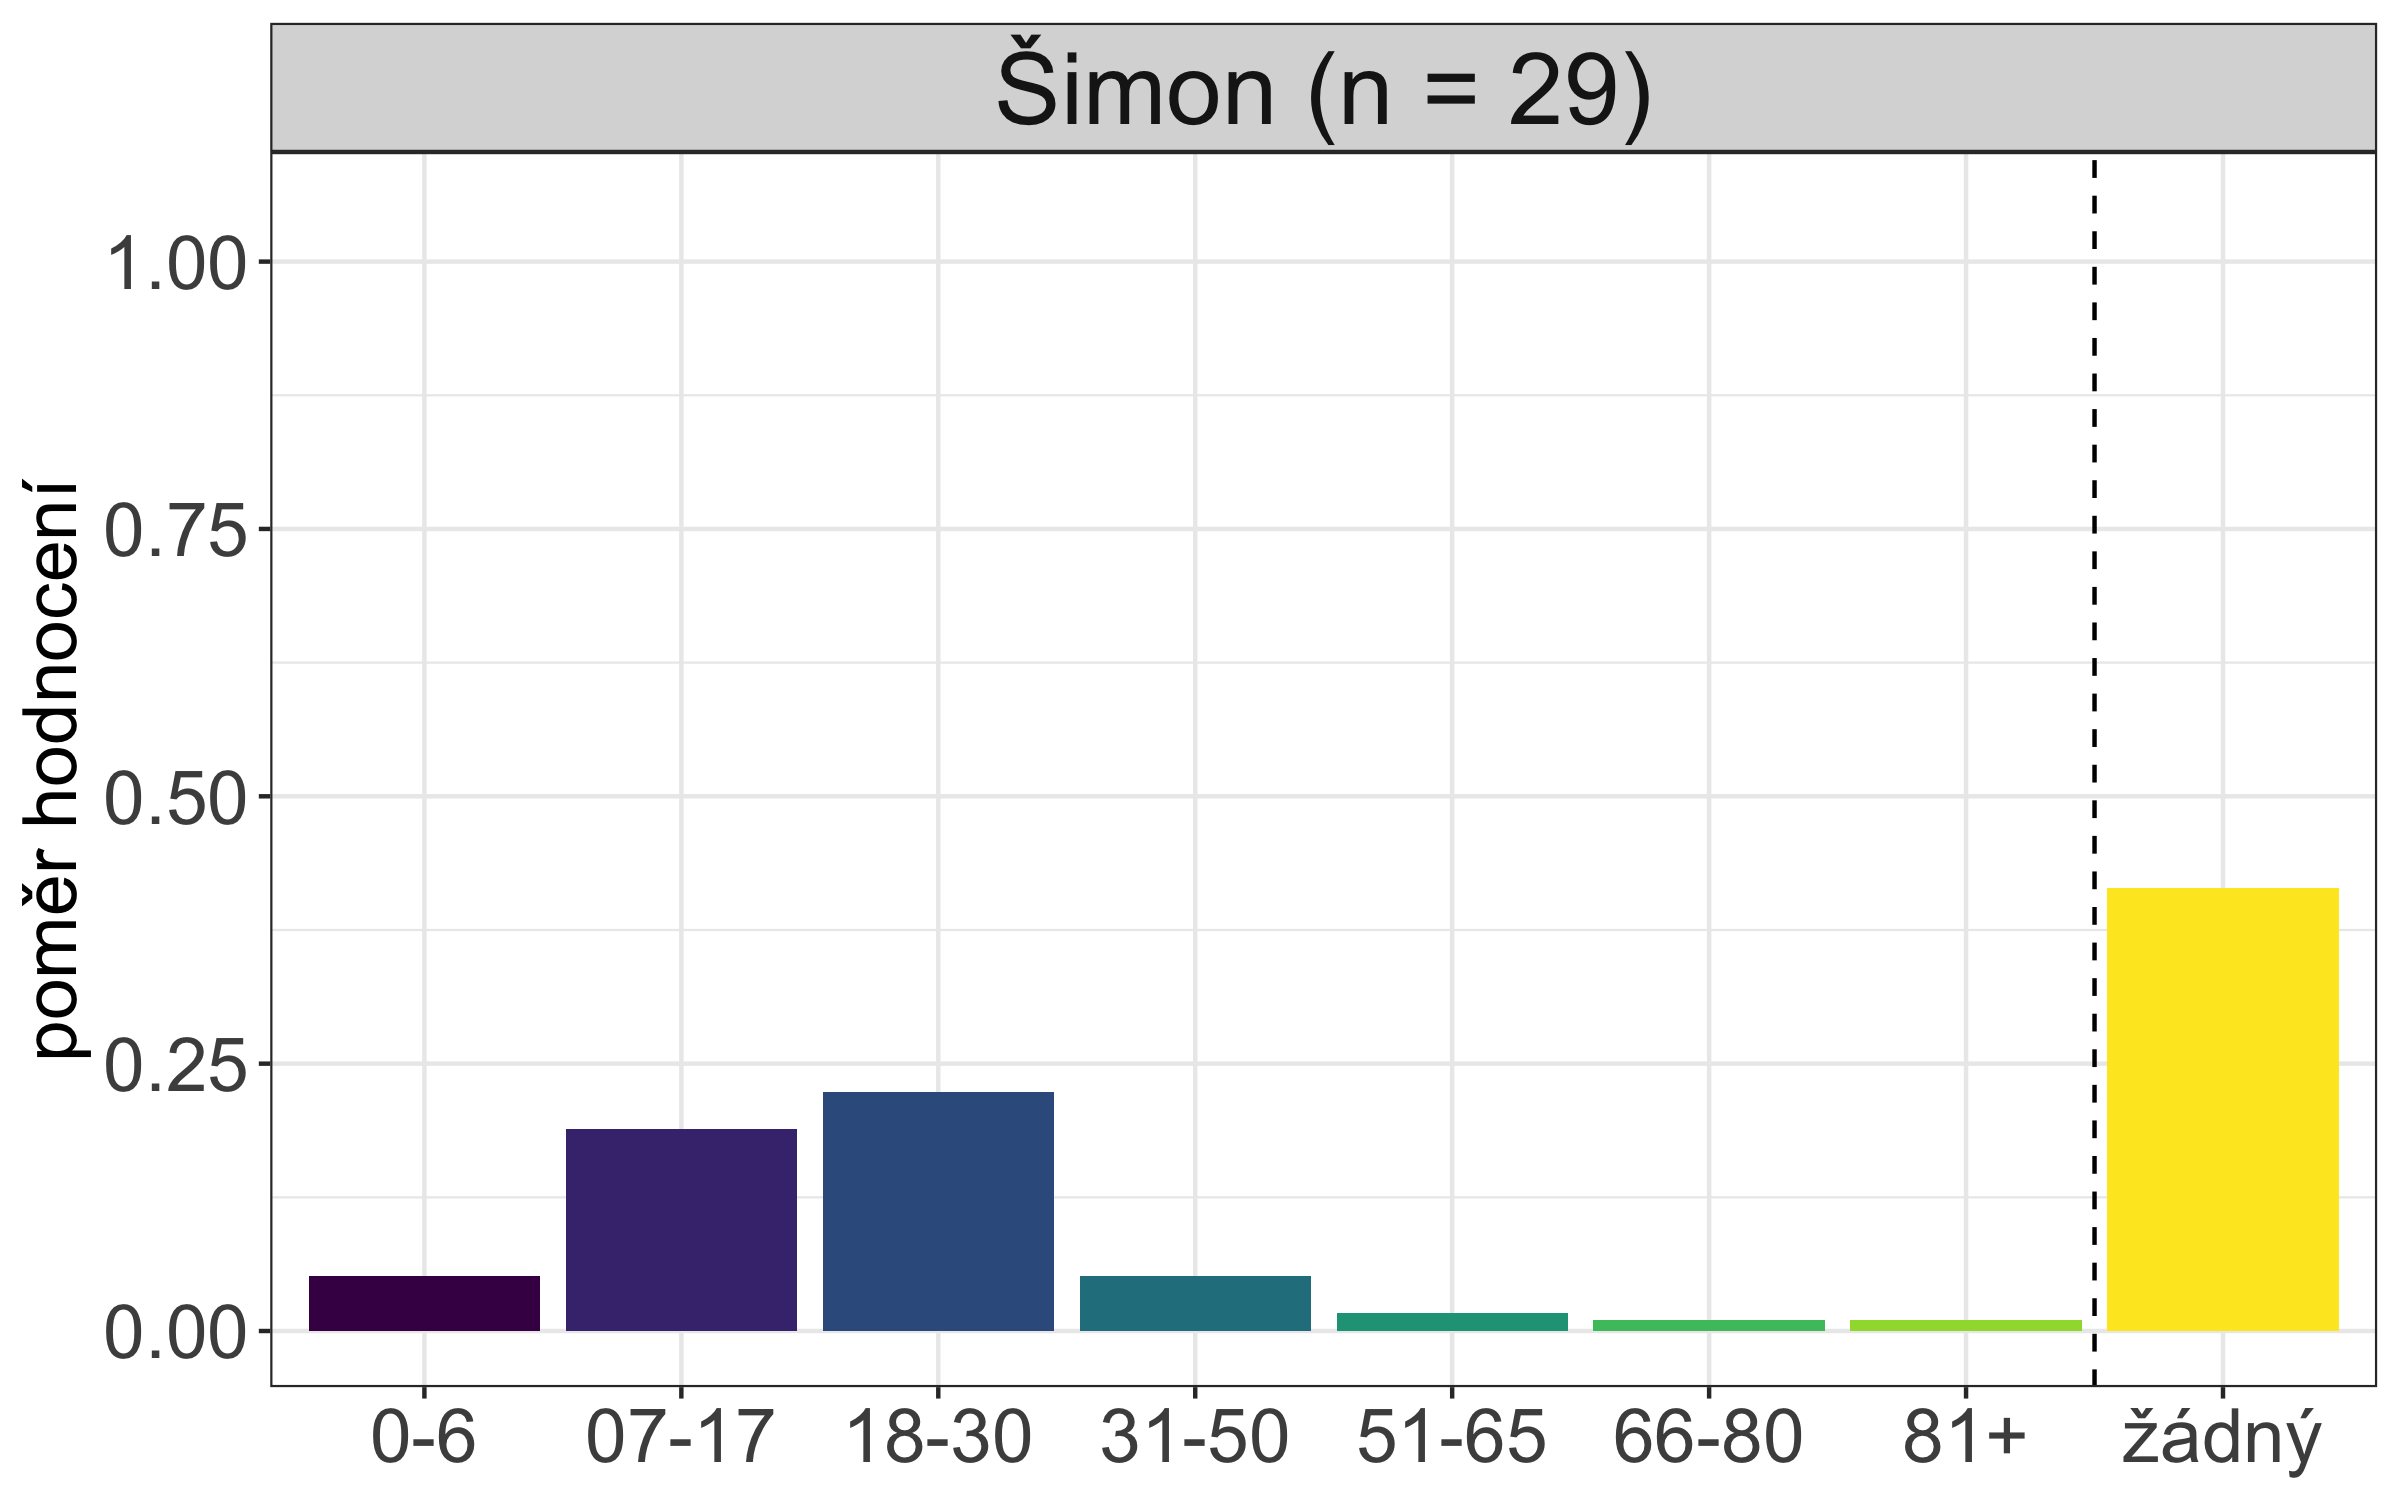 Šimon (n = 29)
poměr hodnocení
1.00
0.75
0.50
0.25
0.00
0-6 07-17 18-30 31-50 51-65 66-80 81+ žádný